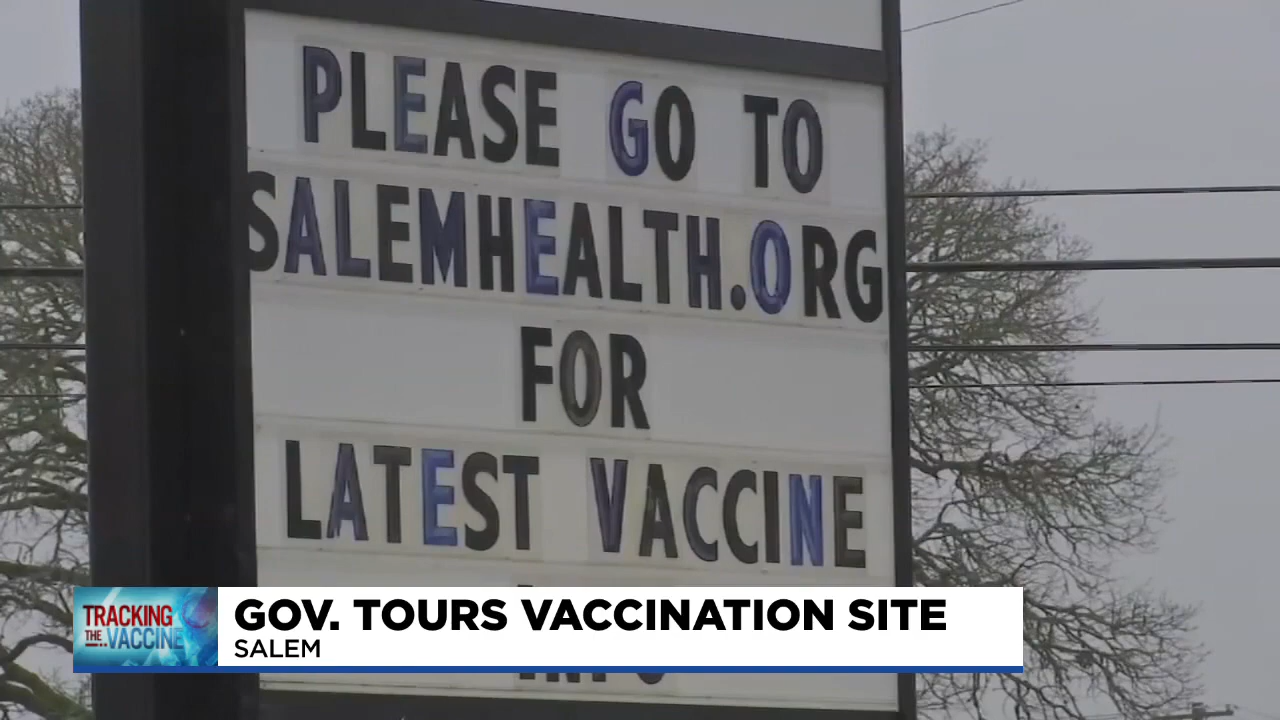 PLEASE GO TO
SALEMHEALTH.ORG
FOR
LATEST VACCINE
TRACKING
THE VACCINE
GOV. TOURS VACCINATION SITE
SALEM